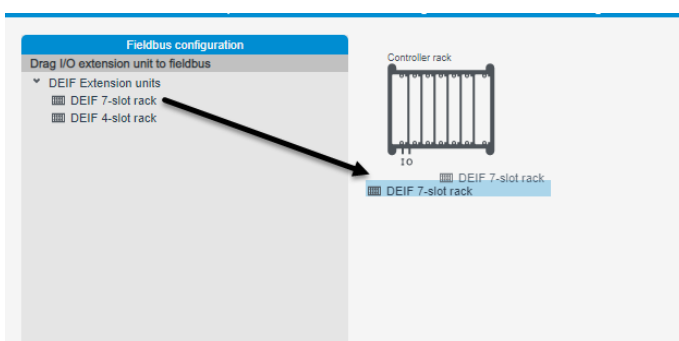 Fieldbus configuration
Drag I/O extension unit to fieldbus
DEIF Extension units
DEIF 7-slot rack
DEIF 4-slot rack
Controller rack
I O
DEIF 7-slot rack
DEIF 7-slot rack